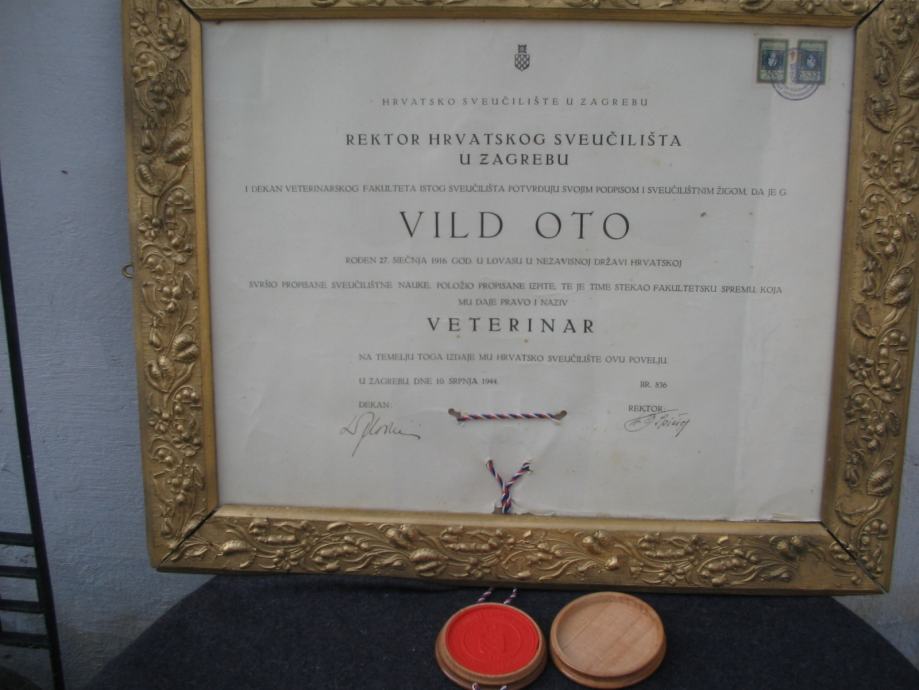 HRVATSKO SVEUČILIŠTE U ZAGREBU
REKTOR HRVATSKOG SVEUČILIŠTA
U ZAGREBU
I DEKAN VETERINARSKOG FAKULTETA ISTOG SVEUČILIŠTA POTVRDUJU SVOJIM PODPISOM I SVEUČILIŠTNIM ŽIGOM, DA JE G.
VILD OTO
ROĐEN 27. SIEČNJA 1916. GOD. U LOVASU U NEZAVISNOJ DRŽAVI HRVATSKOJ
SVRŠIO PROPISANE SVEUČILIŠTNE NAUKE, POLOŽIO PROPISANE IZPITE, TE JE TIME STEKAO FAKULTETSKU SPREMU, KOJA
MU DAJE PRAVO I NAZIV
VETERINAR
NA TEMELJU TOGA IZDAJE MU HRVATSKO SVEUČILIŠTE OVU POVELJU.
U ZAGREBU, DNE 10. SRPNJA 1944. BR. 836
DEKAN: REKTOR: